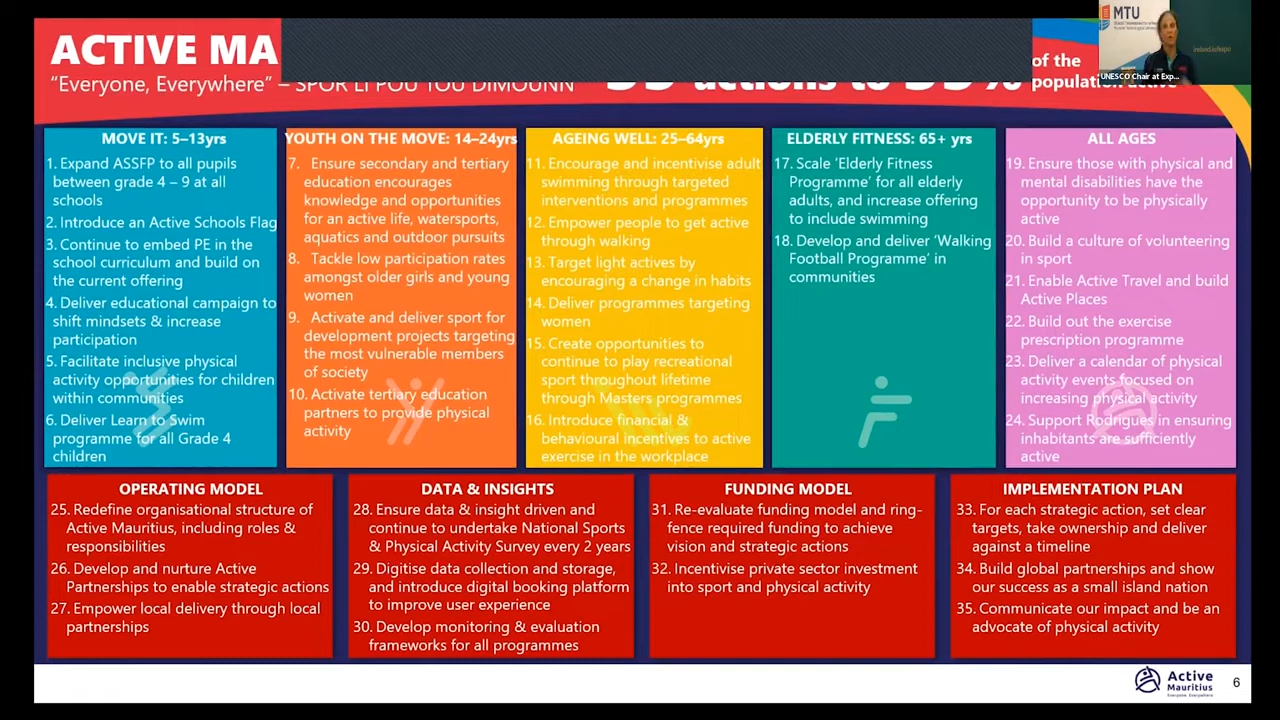 ACTIVE MA
of the
"Everyone, Everywhere" – SPOR LI POU TOU DIMOUNN
35 actions to 35%
population active
MTU
UNESCO Chair at Exp...
MOVE IT: 5–13yrs
1. Expand ASSFP to all pupils
between grade 4 – 9 at all
schools
2. Introduce an Active Schools Flag
3. Continue to embed PE in the
school curriculum and build on
the current offering
4. Deliver educational campaign to
shift mindsets & increase
participation
5. Facilitate inclusive physical
activity opportunities for children
within communities
6. Deliver Learn to Swim
programme for all Grade 4
children
YOUTH ON THE MOVE: 14–24yrs
7. Ensure secondary and tertiary
education encourages
knowledge and opportunities
for an active life, watersports,
aquatics and outdoor pursuits
8. Tackle low participation rates
amongst older girls and young
women
9. Activate and deliver sport for
development projects targeting
the most vulnerable members
of society
10. Activate tertiary education
partners to provide physical
activity
AGEING WELL: 25–64yrs
11. Encourage and incentivise adult
swimming through targeted
interventions and programmes
12. Empower people to get active
through walking
13. Target light actives by
encouraging a change in habits
14. Deliver programmes targeting
women
15. Create opportunities to
continue to play recreational
sport throughout lifetime
through Masters programmes
16. Introduce financial &
behavioural incentives to active
exercise in the workplace
ELDERLY FITNESS: 65+ yrs
17. Scale 'Elderly Fitness
Programme' for all elderly
adults, and increase offering
to include swimming
18. Develop and deliver 'Walking
Football Programme' in
communities
ALL AGES
19. Ensure those with physical and
mental disabilities have the
opportunity to be physically
active
20. Build a culture of volunteering
in sport
21. Enable Active Travel and build
Active Places
22. Build out the exercise
prescription programme
23. Deliver a calendar of physical
activity events focused on
increasing physical activity
24. Support Rodrigues in ensuring
inhabitants are sufficiently
active
OPERATING MODEL
25. Redefine organisational structure of
Active Mauritius, including roles &
responsibilities
26. Develop and nurture Active
Partnerships to enable strategic actions
27. Empower local delivery through local
partnerships
DATA & INSIGHTS
28. Ensure data & insight driven and
continue to undertake National Sports
& Physical Activity Survey every 2 years
29. Digitise data collection and storage,
and introduce digital booking platform
to improve user experience
30. Develop monitoring & evaluation
frameworks for all programmes
FUNDING MODEL
31. Re-evaluate funding model and ring-
fence required funding to achieve
vision and strategic actions
32. Incentivise private sector investment
into sport and physical activity
IMPLEMENTATION PLAN
33. For each strategic action, set clear
targets, take ownership and deliver
against a timeline
34. Build global partnerships and show
our success as a small island nation
35. Communicate our impact and be an
advocate of physical activity
Active
Mauritius
Everyone. Everywhere
6